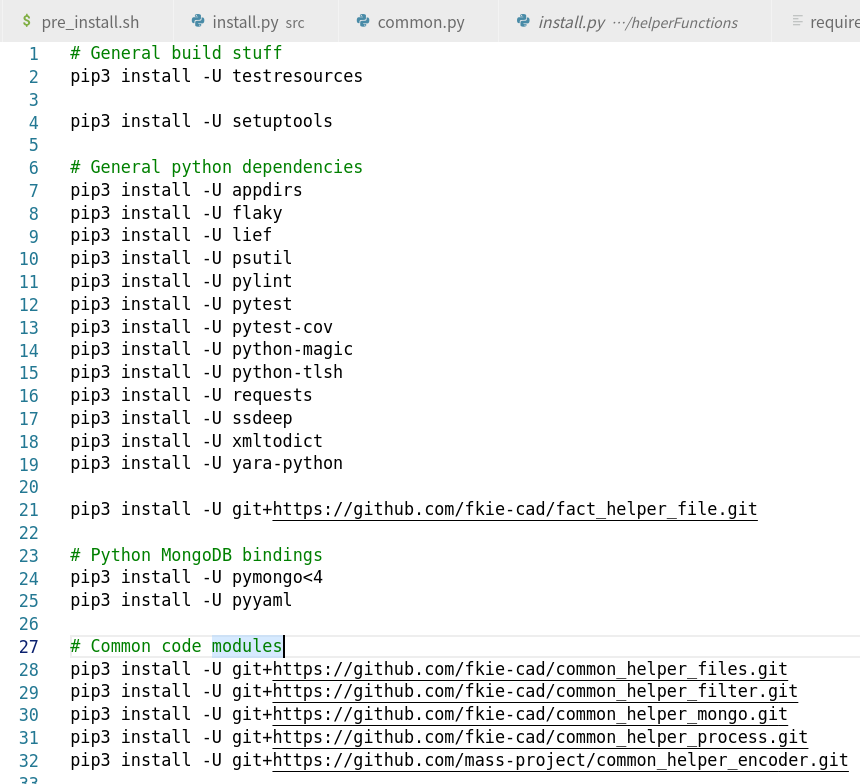 $ pre_install.sh install.py src common.py install.py ···/helperFunctions require
1 # General build stuff
2 pip3 install -U testresources
3
4 pip3 install -U setuptools
5
6 # General python dependencies
7 pip3 install -U appdirs
8 pip3 install -U flaky
9 pip3 install -U lief
10 pip3 install -U psutil
11 pip3 install -U pylint
12 pip3 install -U pytest
13 pip3 install -U pytest-cov
14 pip3 install -U python-magic
15 pip3 install -U python-tlsh
16 pip3 install -U requests
17 pip3 install -U ssdeep
18 pip3 install -U xmltodict
19 pip3 install -U yara-python
20
21 pip3 install -U git+https://github.com/fkie-cad/fact_helper_file.git
22
23 # Python MongoDB bindings
24 pip3 install -U pymongo<4
25 pip3 install -U pyyaml
26
27 # Common code modules
28 pip3 install -U git+https://github.com/fkie-cad/common_helper_files.git
29 pip3 install -U git+https://github.com/fkie-cad/common_helper_filter.git
30 pip3 install -U git+https://github.com/fkie-cad/common_helper_mongo.git
31 pip3 install -U git+https://github.com/fkie-cad/common_helper_process.git
32 pip3 install -U git+https://github.com/mass-project/common_helper_encoder.git
33